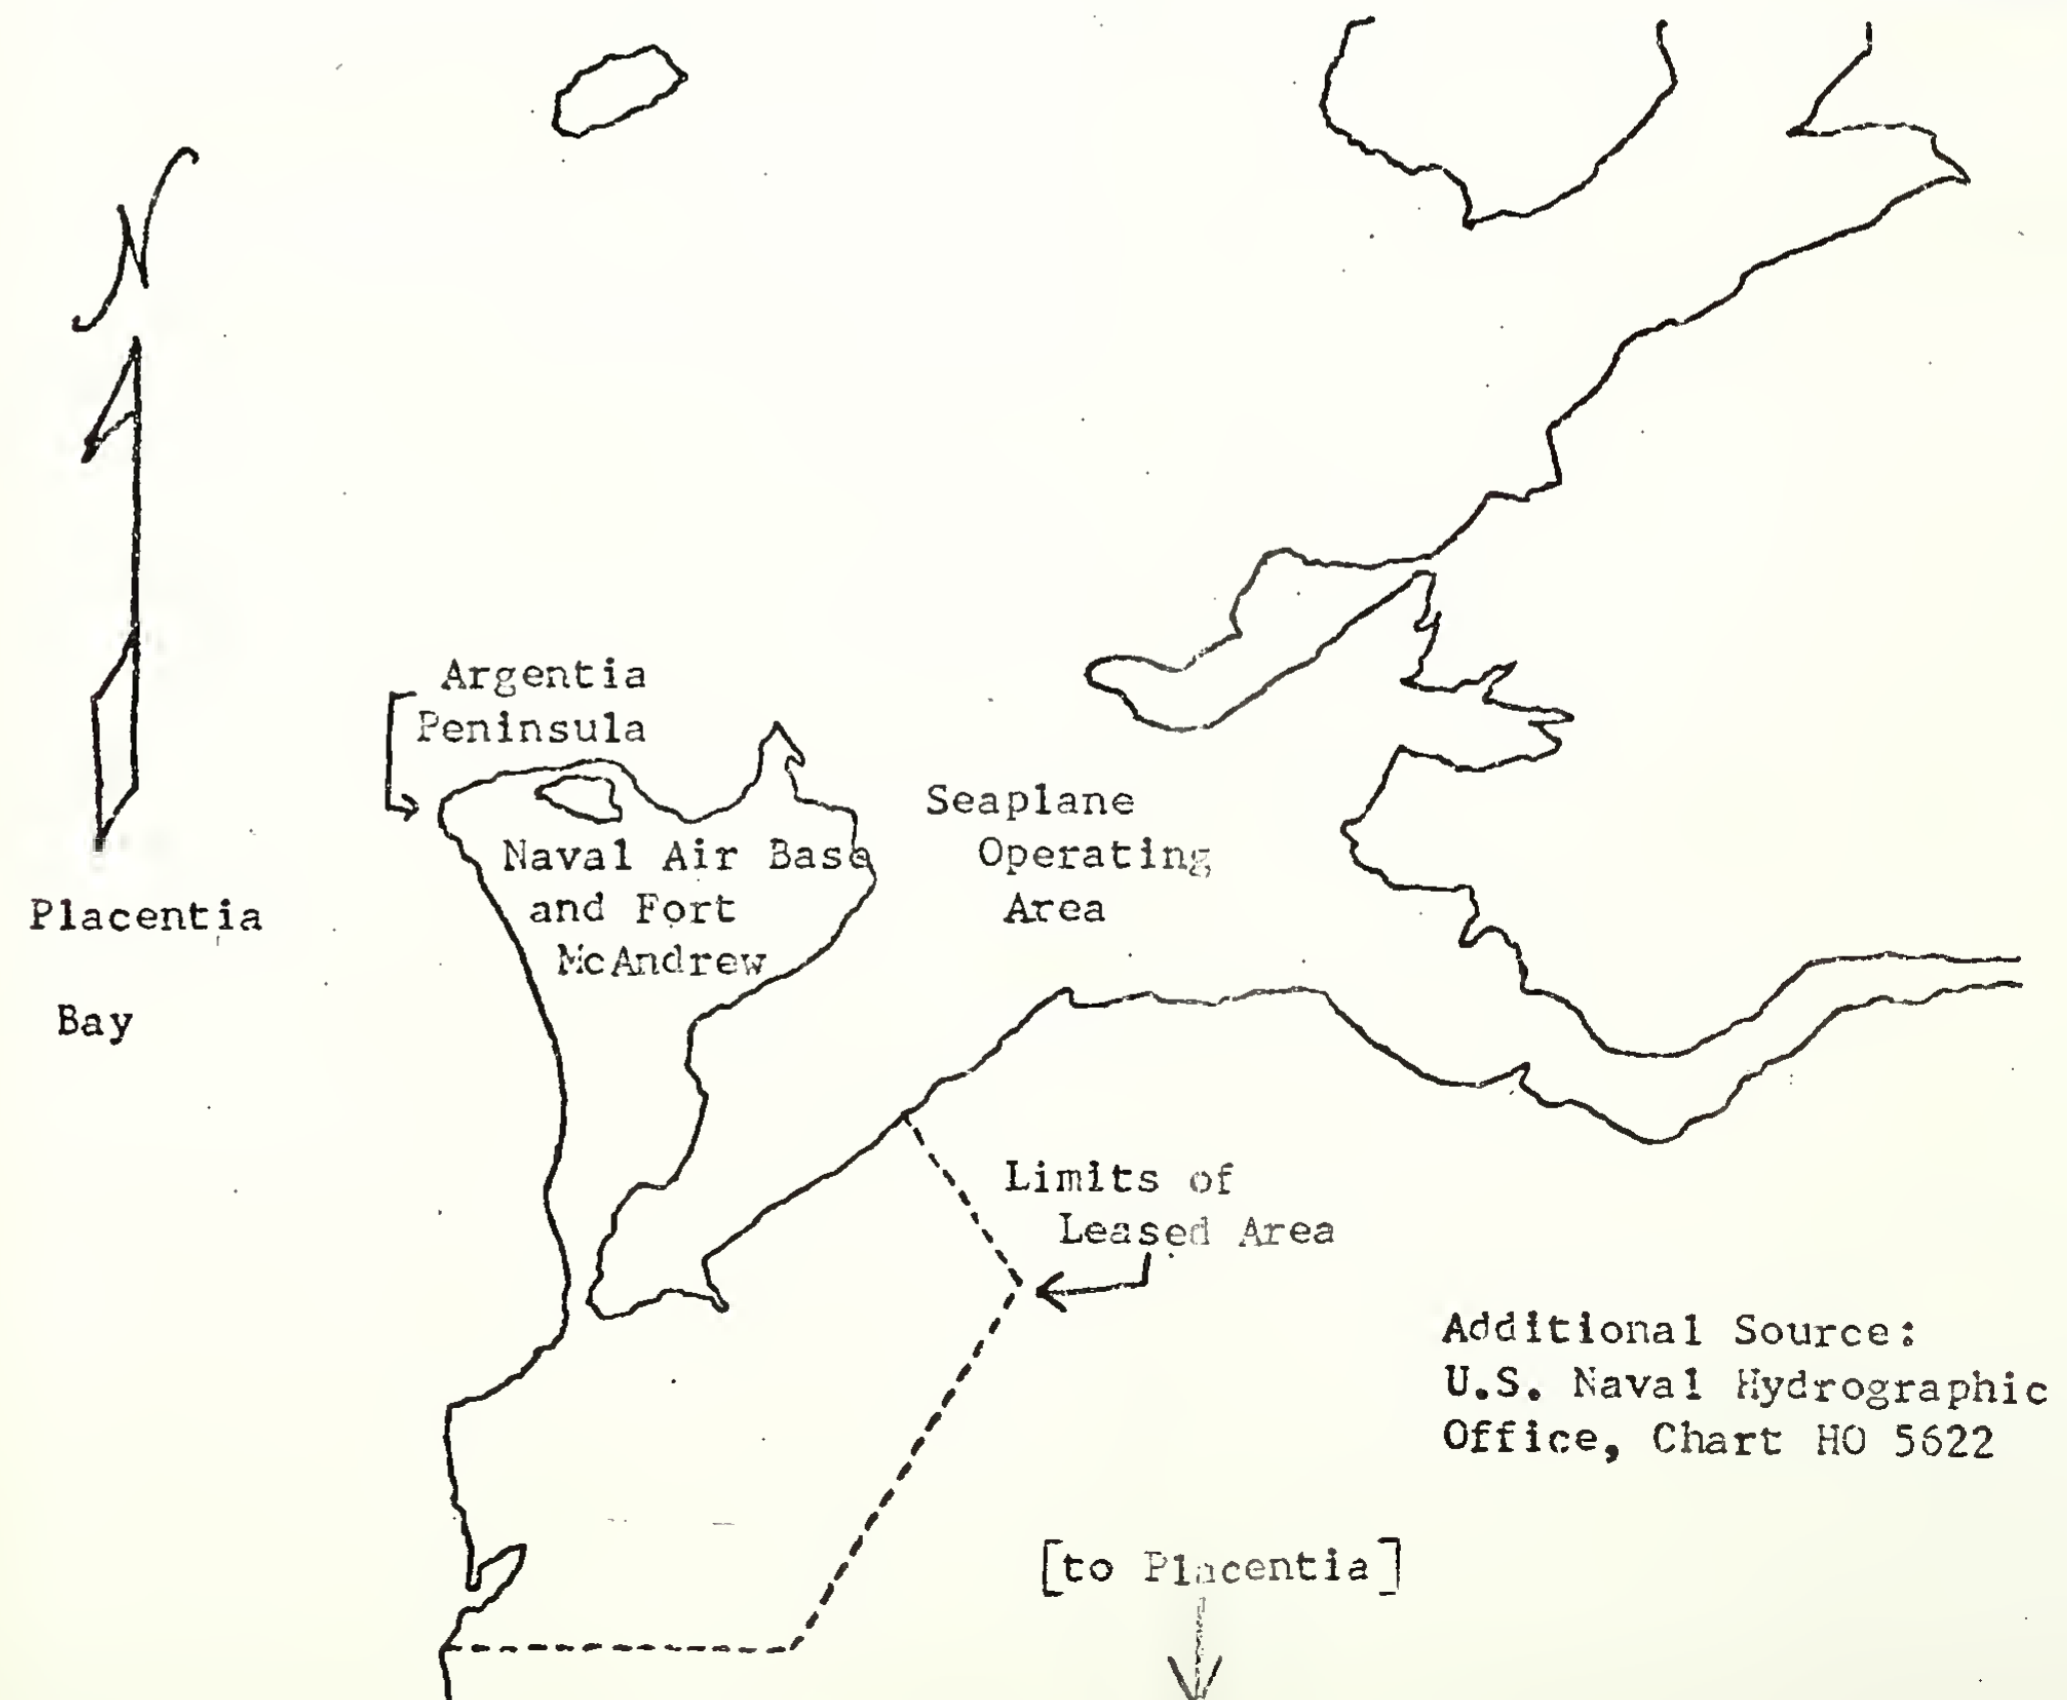 N
Argentia
Peninsula
Naval Air Base
and Fort
McAndrew
Seaplane
Operating
Area
Placentia
Bay
Limits of
Leased Area
Additional Source:
U.S. Naval Hydrographic
Office, Chart HO 5622
[to Placentia]